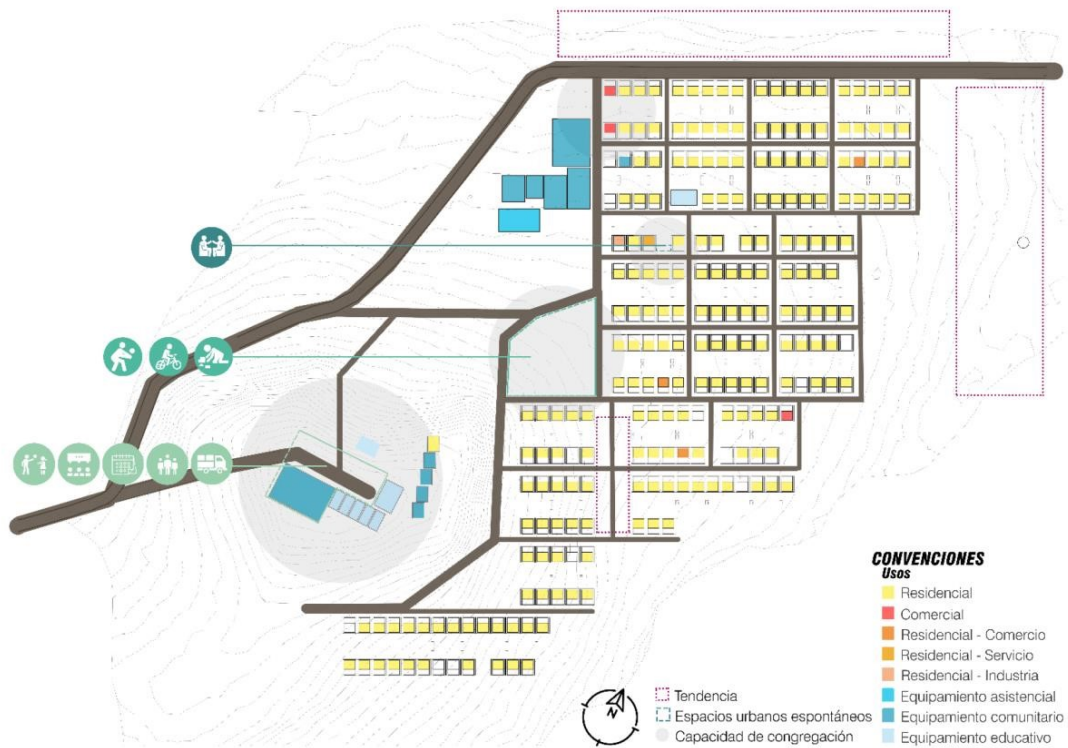 CONVENCIONES
Usos
Residencial
Comercial
Residencial - Comercio
Residencial - Servicio
Residencial - Industria
Equipamiento asistencial
Equipamiento comunitario
Equipamiento educativo
Tendencia
Espacios urbanos espontáneos
Capacidad de congregación
N